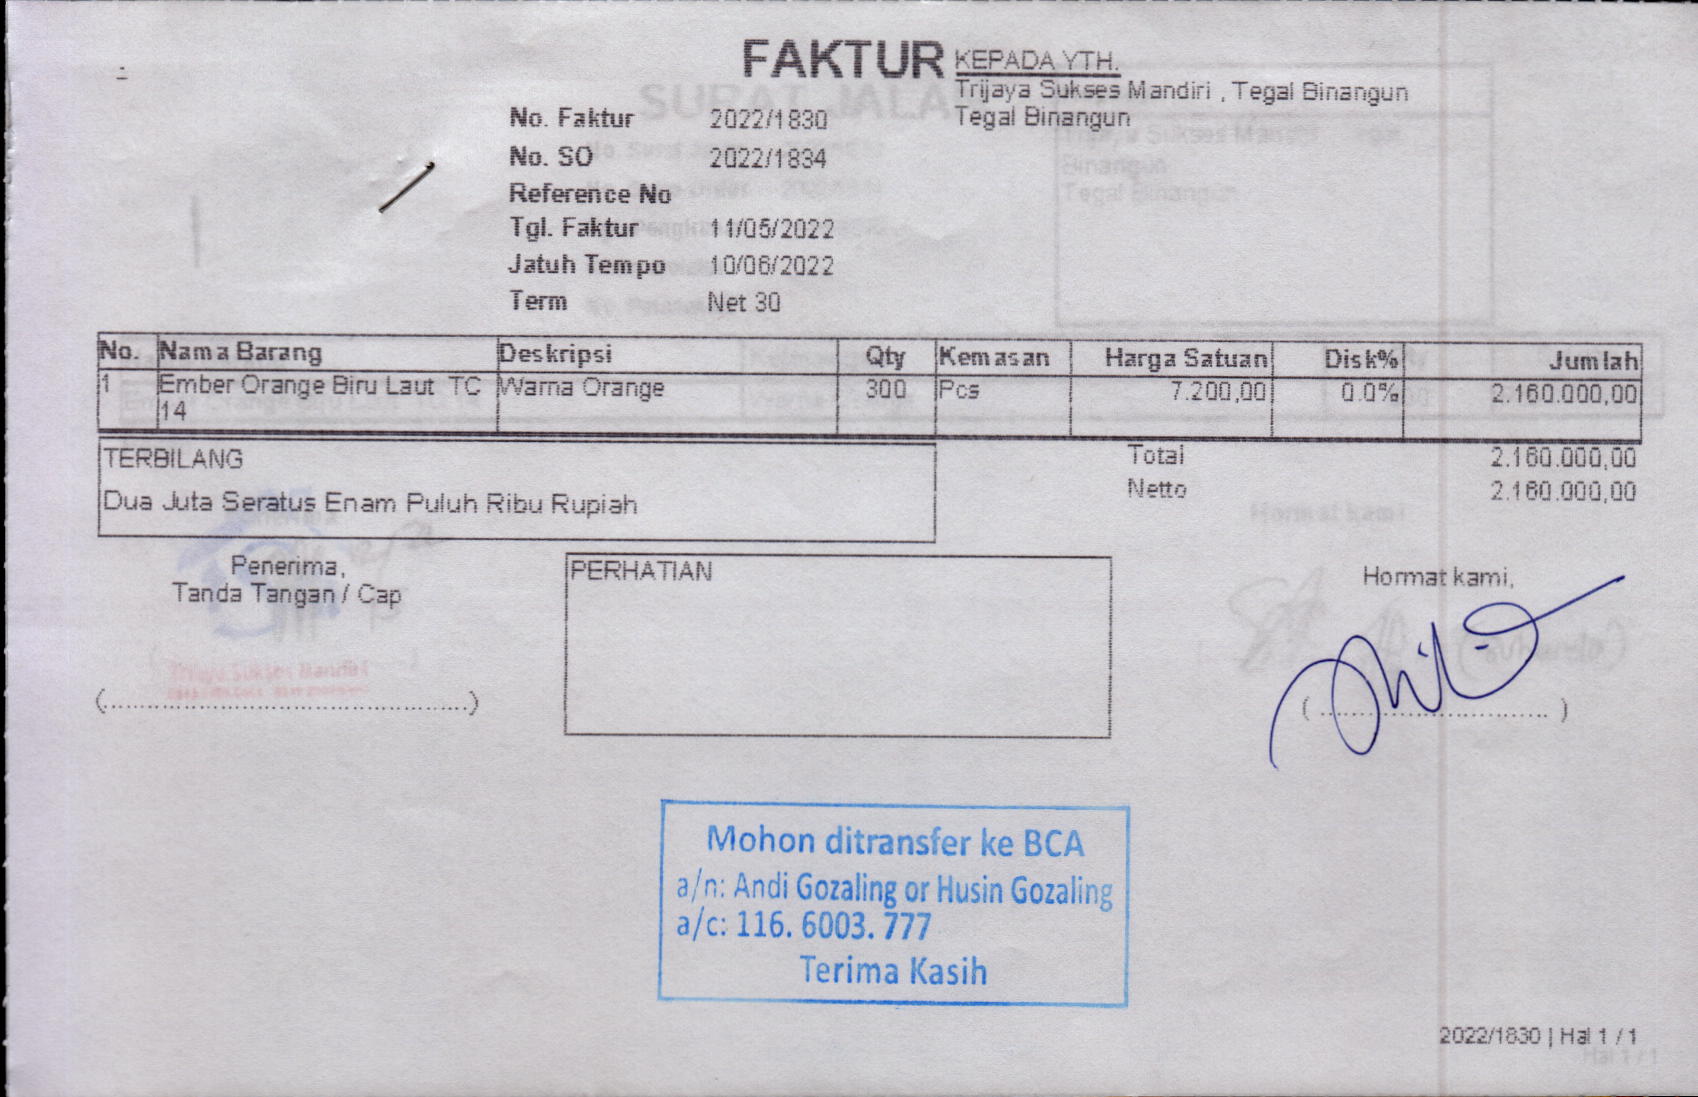 FAKTUR
KEPADA YTH.
Trijaya Sukses Mandiri , Tegal Binangun
Tegal Binangun
No. Faktur 2022/1830
No. SO 2022/1834
Reference No
Tgl. Faktur 11/05/2022
Jatuh Tempo 10/06/2022
Term Net 30
No. Nama Barang Deskripsi Qty Kemasan Harga Satuan Disk% Jumlah
1 Ember Orange Biru Laut TC Warna Orange 300 Pcs 7.200,00 0.0% 2.160.000,00
14
TERBILANG
Dua Juta Seratus Enam Puluh Ribu Rupiah
Total 2.160.000,00
Netto 2.160.000,00
Penerima,
Tanda Tangan / Cap
(..............................................)
PERHATIAN
Hormat kami,
( ............................. )
Mohon ditransfer ke BCA
a/n: Andi Gozaling or Husin Gozaling
a/c: 116. 6003. 777
Terima Kasih
2022/1830 | Hal 1 / 1